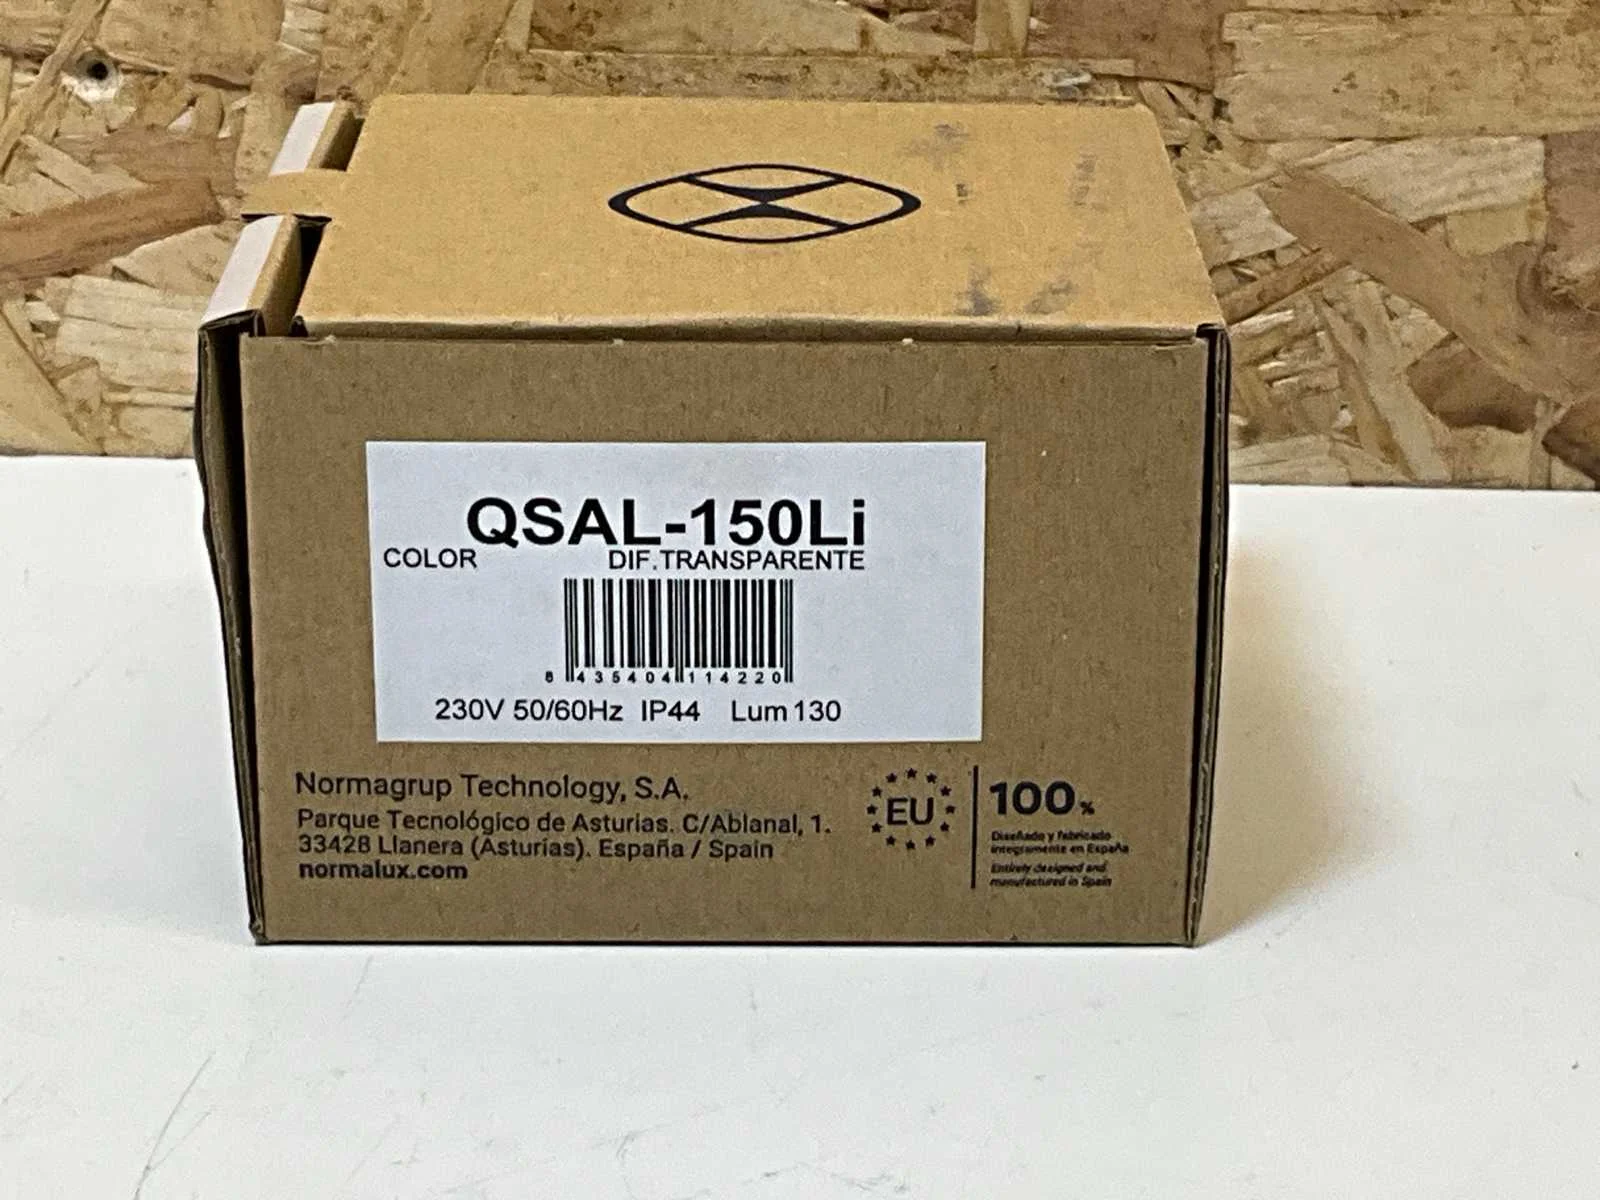 QSAL-150Li
COLOR DIF.TRANSPARENTE
8 435404 114220
230V 50/60Hz IP44 Lum 130
Normagrup Technology, S.A.
Parque Tecnológico de Asturias. C/Ablanal, 1.
33428 Llanera (Asturias). España / Spain
normalux.com
EU
100%
Diseñado y fabricado
íntegramente en España
Entirely designed and
manufactured in Spain